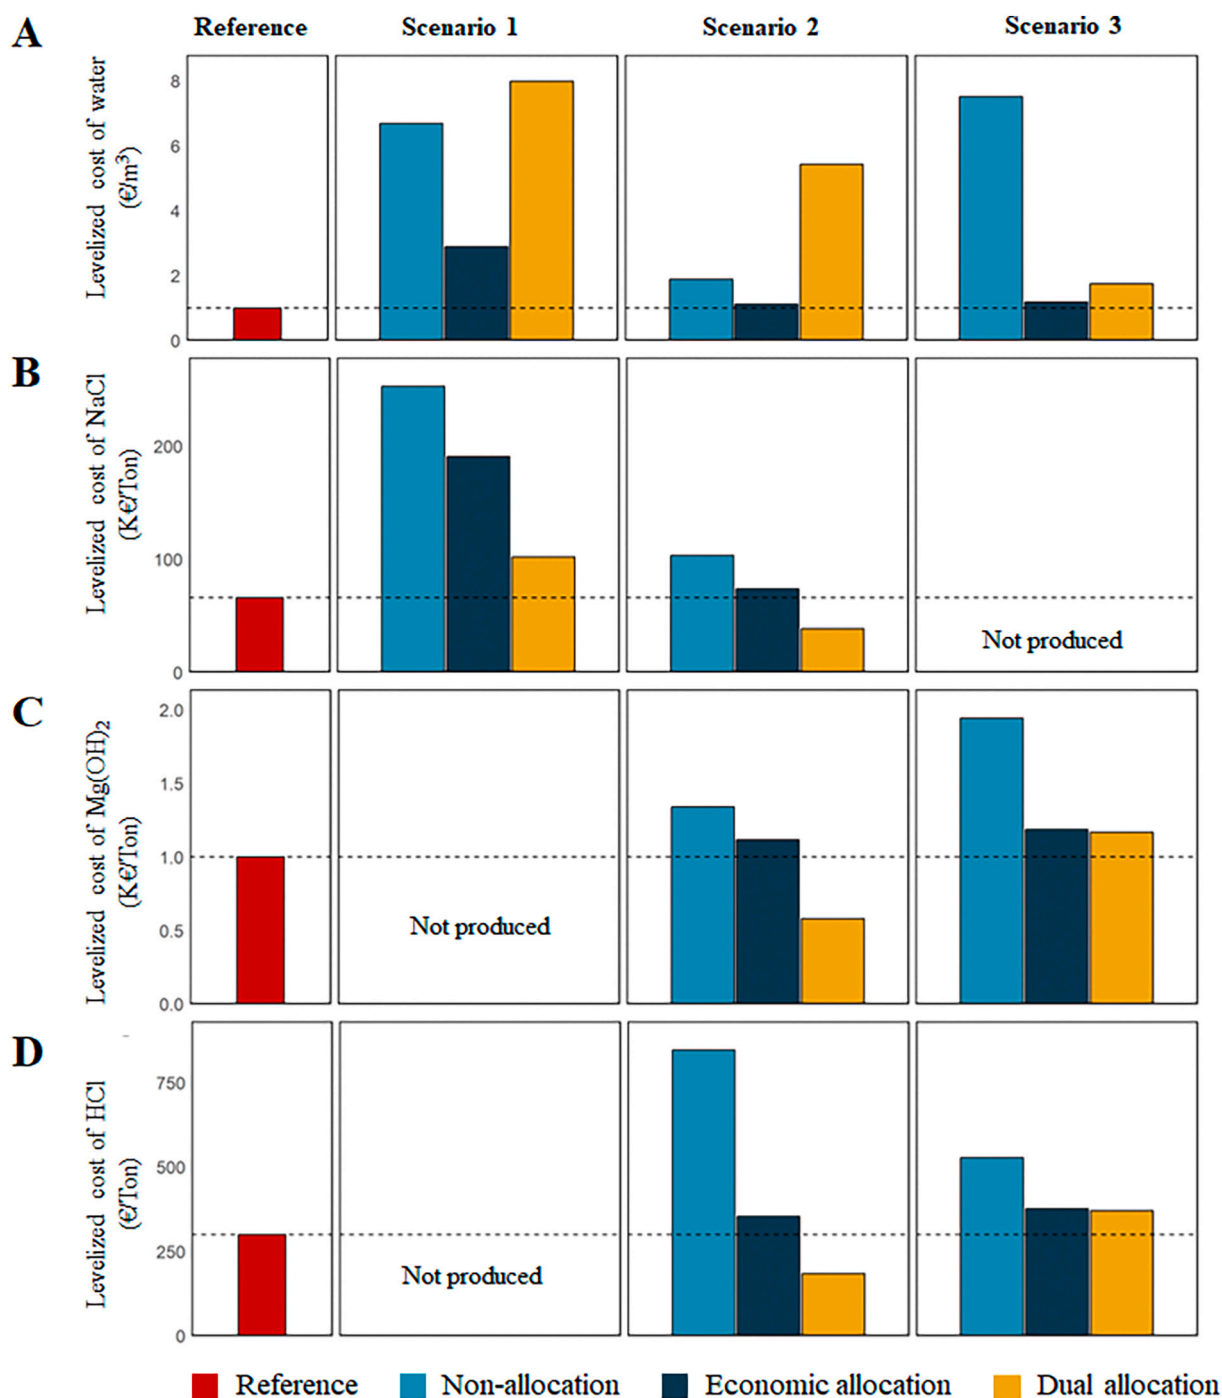 A
Reference
Scenario 1
Scenario 2
Scenario 3
Levelized cost of water
(€/m³)
8
6
4
2
0
B
Levelized cost of NaCl
(K€/Ton)
200
100
0
Not produced
C
Levelized cost of Mg(OH)₂
(K€/Ton)
2.0
1.5
1.0
0.5
0.0
Not produced
D
Levelized cost of HCl
(€/Ton)
750
500
250
0
Not produced
Reference
Non-allocation
Economic allocation
Dual allocation